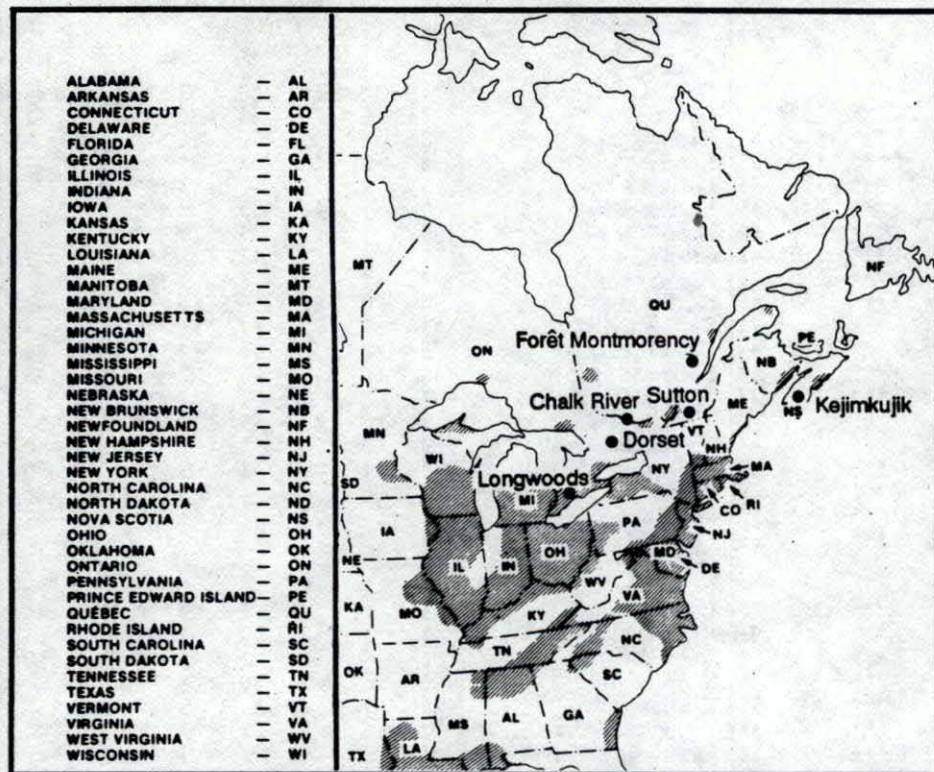 ALABAMA – AL
ARKANSAS – AR
CONNECTICUT – CO
DELAWARE – DE
FLORIDA – FL
GEORGIA – GA
ILLINOIS – IL
INDIANA – IN
IOWA – IA
KANSAS – KA
KENTUCKY – KY
LOUISIANA – LA
MAINE – ME
MANITOBA – MT
MARYLAND – MD
MASSACHUSETTS – MA
MICHIGAN – MI
MINNESOTA – MN
MISSISSIPPI – MS
MISSOURI – MO
NEBRASKA – NE
NEW BRUNSWICK – NB
NEWFOUNDLAND – NF
NEW HAMPSHIRE – NH
NEW JERSEY – NJ
NEW YORK – NY
NORTH CAROLINA – NC
NORTH DAKOTA – ND
NOVA SCOTIA – NS
OHIO – OH
OKLAHOMA – OK
ONTARIO – ON
PENNSYLVANIA – PA
PRINCE EDWARD ISLAND – PE
QUÉBEC – QU
RHODE ISLAND – RI
SOUTH CAROLINA – SC
SOUTH DAKOTA – SD
TENNESSEE – TN
TEXAS – TX
VERMONT – VT
VIRGINIA – VA
WEST VIRGINIA – WV
WISCONSIN – WI
MT
NF
QU
ON
Forêt Montmorency
PE
NB
Chalk River
Sutton
ME
NS
Kejimkujik
MN
VT
Dorset
NH
WI
NY
MA
SD
Longwoods
MI
CO
RI
IA
PA
NJ
OH
MD
NE
IL
IN
DE
WV
VA
KA
MO
KY
NC
TN
OK
AR
SC
MS
AL
GA
LA
TX